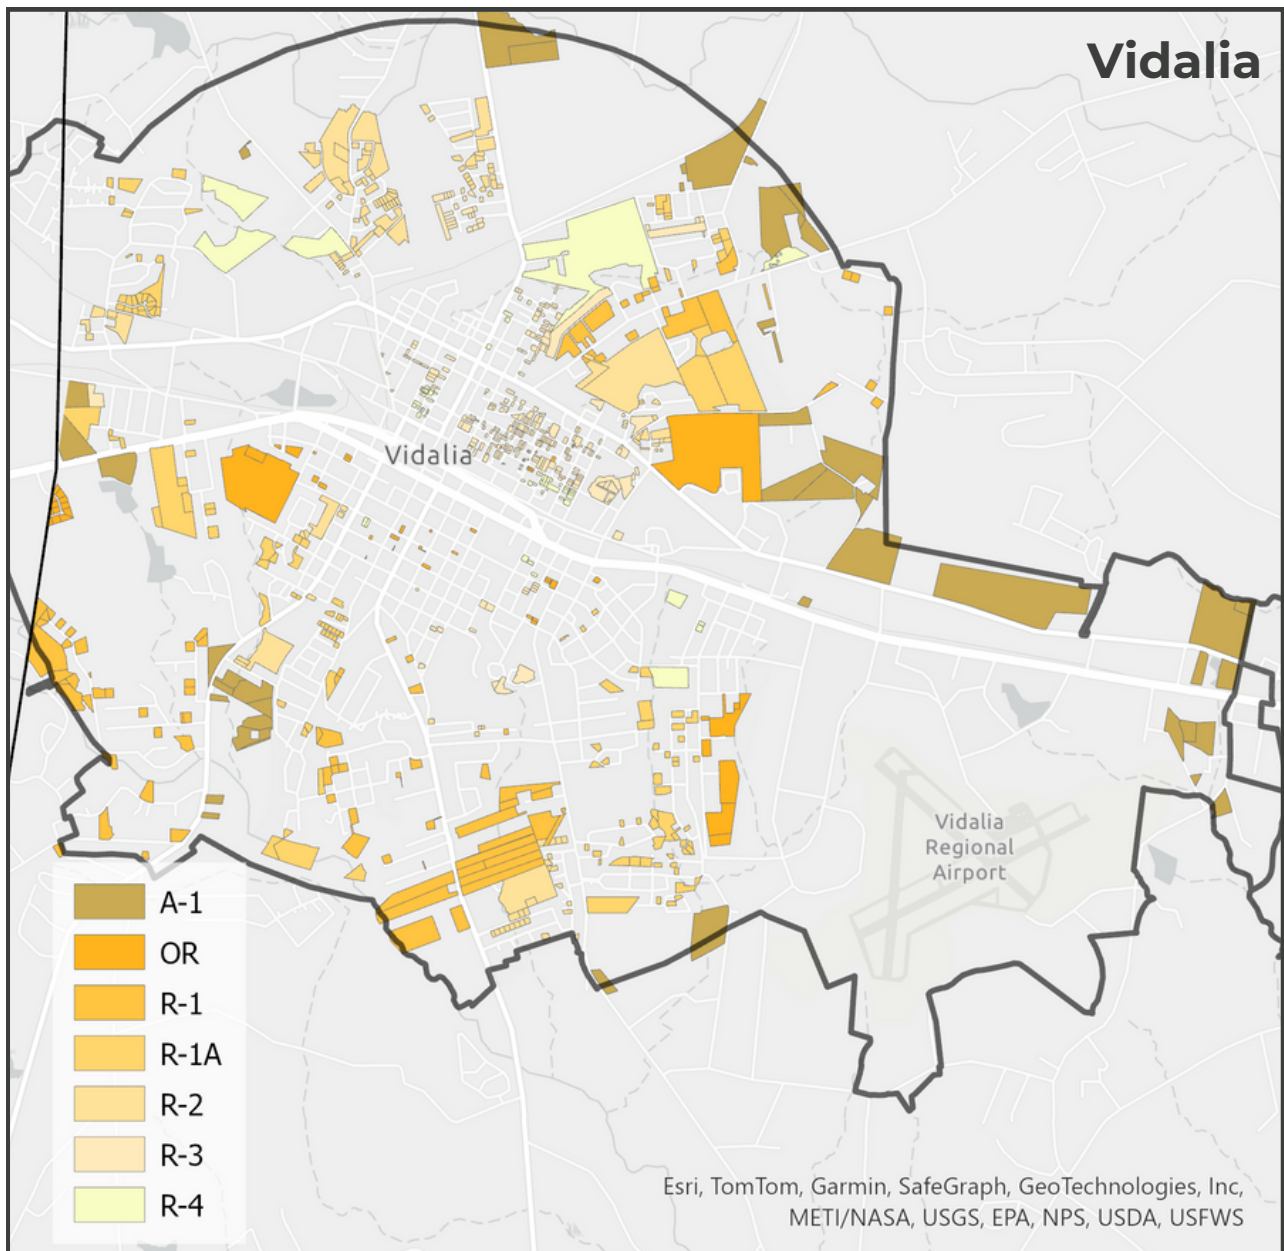 Vidalia
Vidalia
Vidalia
Regional
Airport
A-1
OR
R-1
R-1A
R-2
R-3
R-4
Esri, TomTom, Garmin, SafeGraph, GeoTechnologies, Inc,
METI/NASA, USGS, EPA, NPS, USDA, USFWS